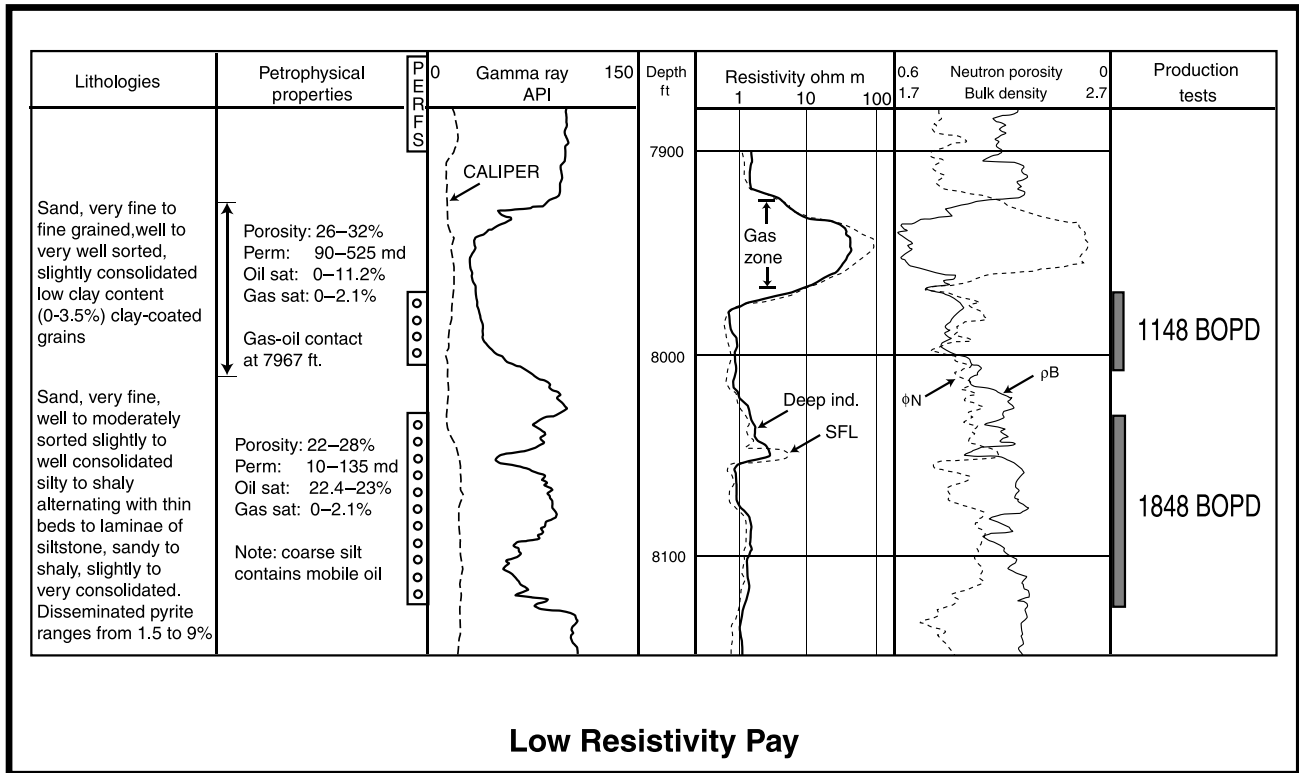 Lithologies
Petrophysical
properties
PERFS
0 Gamma ray 150
API
Depth
ft
Resistivity ohm m
1 10 100
0.6 Neutron porosity 0
1.7 Bulk density 2.7
Production
tests
CALIPER
7900
Sand, very fine to
fine grained,well to
very well sorted,
slightly consolidated
low clay content
(0-3.5%) clay-coated
grains
Porosity: 26–32%
Perm: 90–525 md
Oil sat: 0–11.2%
Gas sat: 0–2.1%
Gas-oil contact
at 7967 ft.
Gas
zone
1148 BOPD
8000
Sand, very fine,
well to moderately
sorted slightly to
well consolidated
silty to shaly
alternating with thin
beds to laminae of
siltstone, sandy to
shaly, slightly to
very consolidated.
Disseminated pyrite
ranges from 1.5 to 9%
Porosity: 22–28%
Perm: 10–135 md
Oil sat: 22.4–23%
Gas sat: 0–2.1%
Note: coarse silt
contains mobile oil
Deep ind.
SFL
ϕN
ρB
1848 BOPD
8100
Low Resistivity Pay